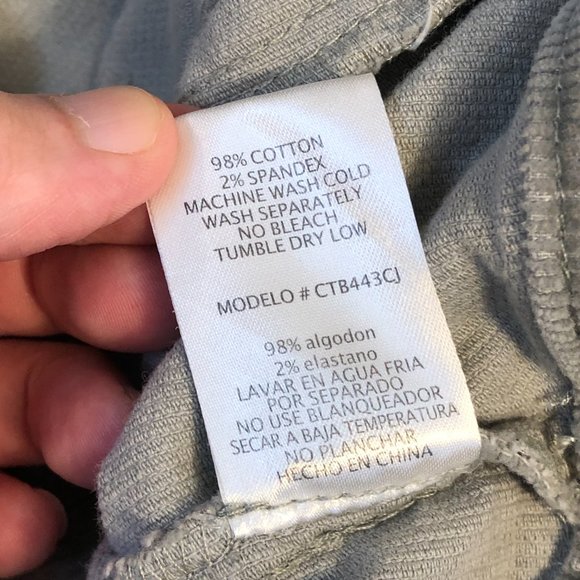 98% COTTON
2% SPANDEX
MACHINE WASH COLD
WASH SEPARATELY
NO BLEACH
TUMBLE DRY LOW
MODELO # CTB443CJ
98% algodon
2% elastano
LAVAR EN AGUA FRIA
POR SEPARADO
NO USE BLANQUEADOR
SECAR A BAJA TEMPERATURA
NO PLANCHAR
HECHO EN CHINA